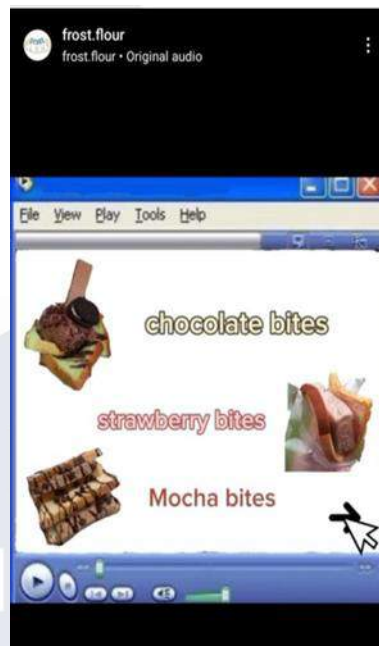 frost.flour
frost.flour • Original audio
File View Play Tools Help
chocolate bites
strawberry bites
Mocha bites